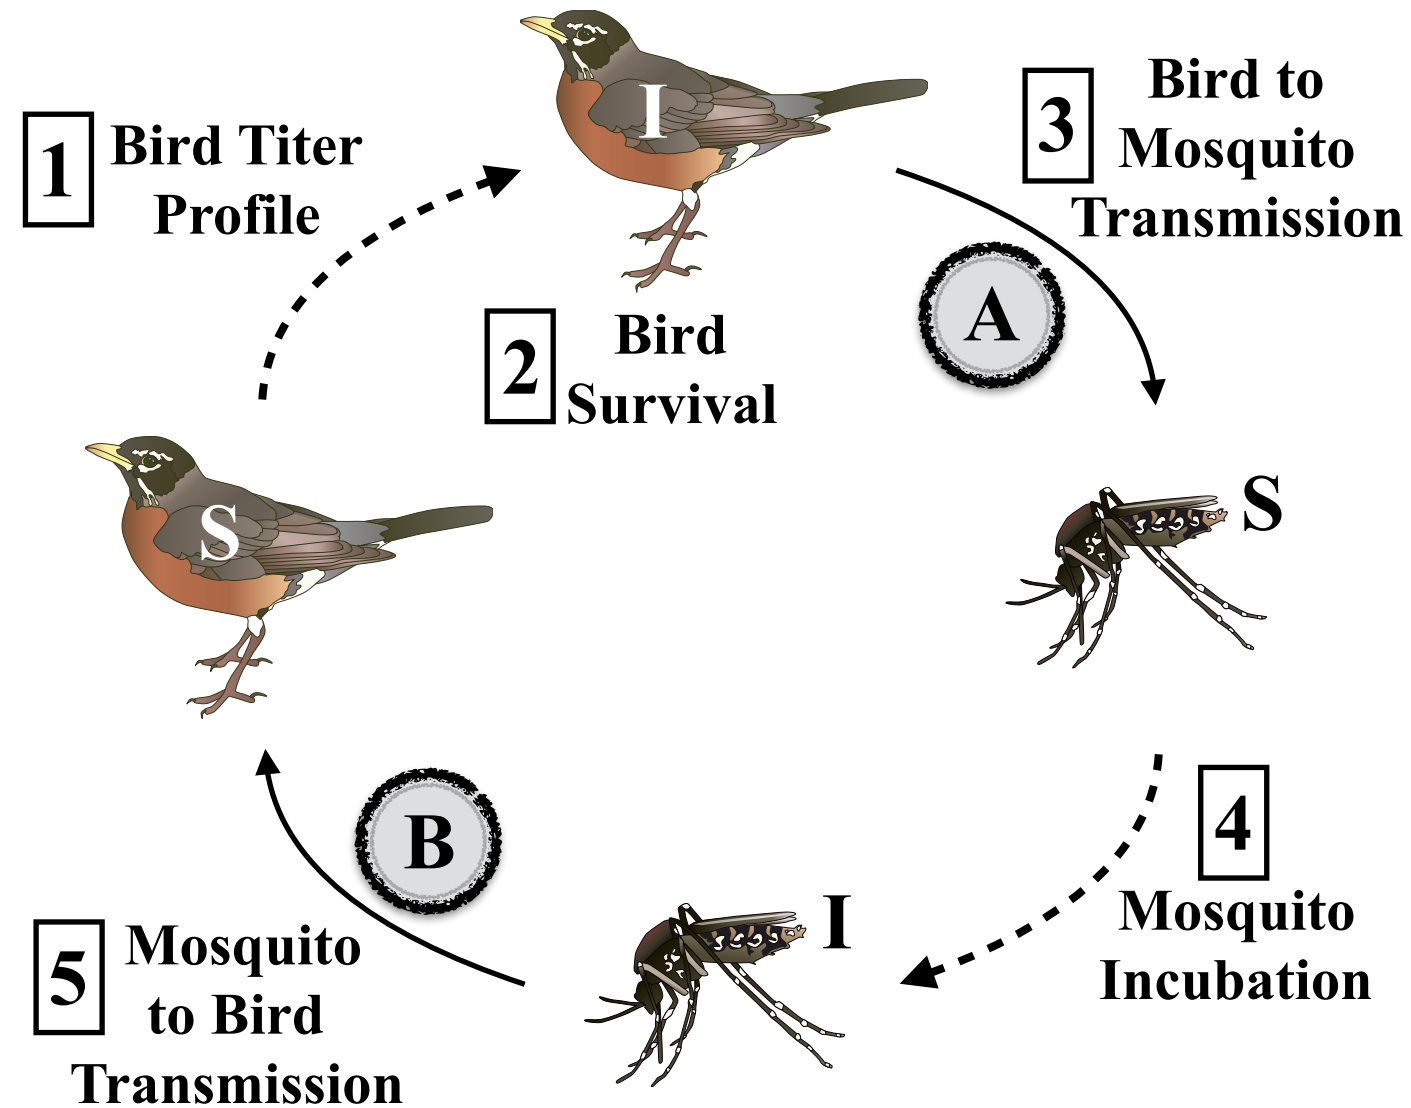 1
Bird Titer
Profile
I
3
Bird to
Mosquito
Transmission
A
2
Bird
Survival
S
S
4
Mosquito
Incubation
I
B
5
Mosquito
to Bird
Transmission